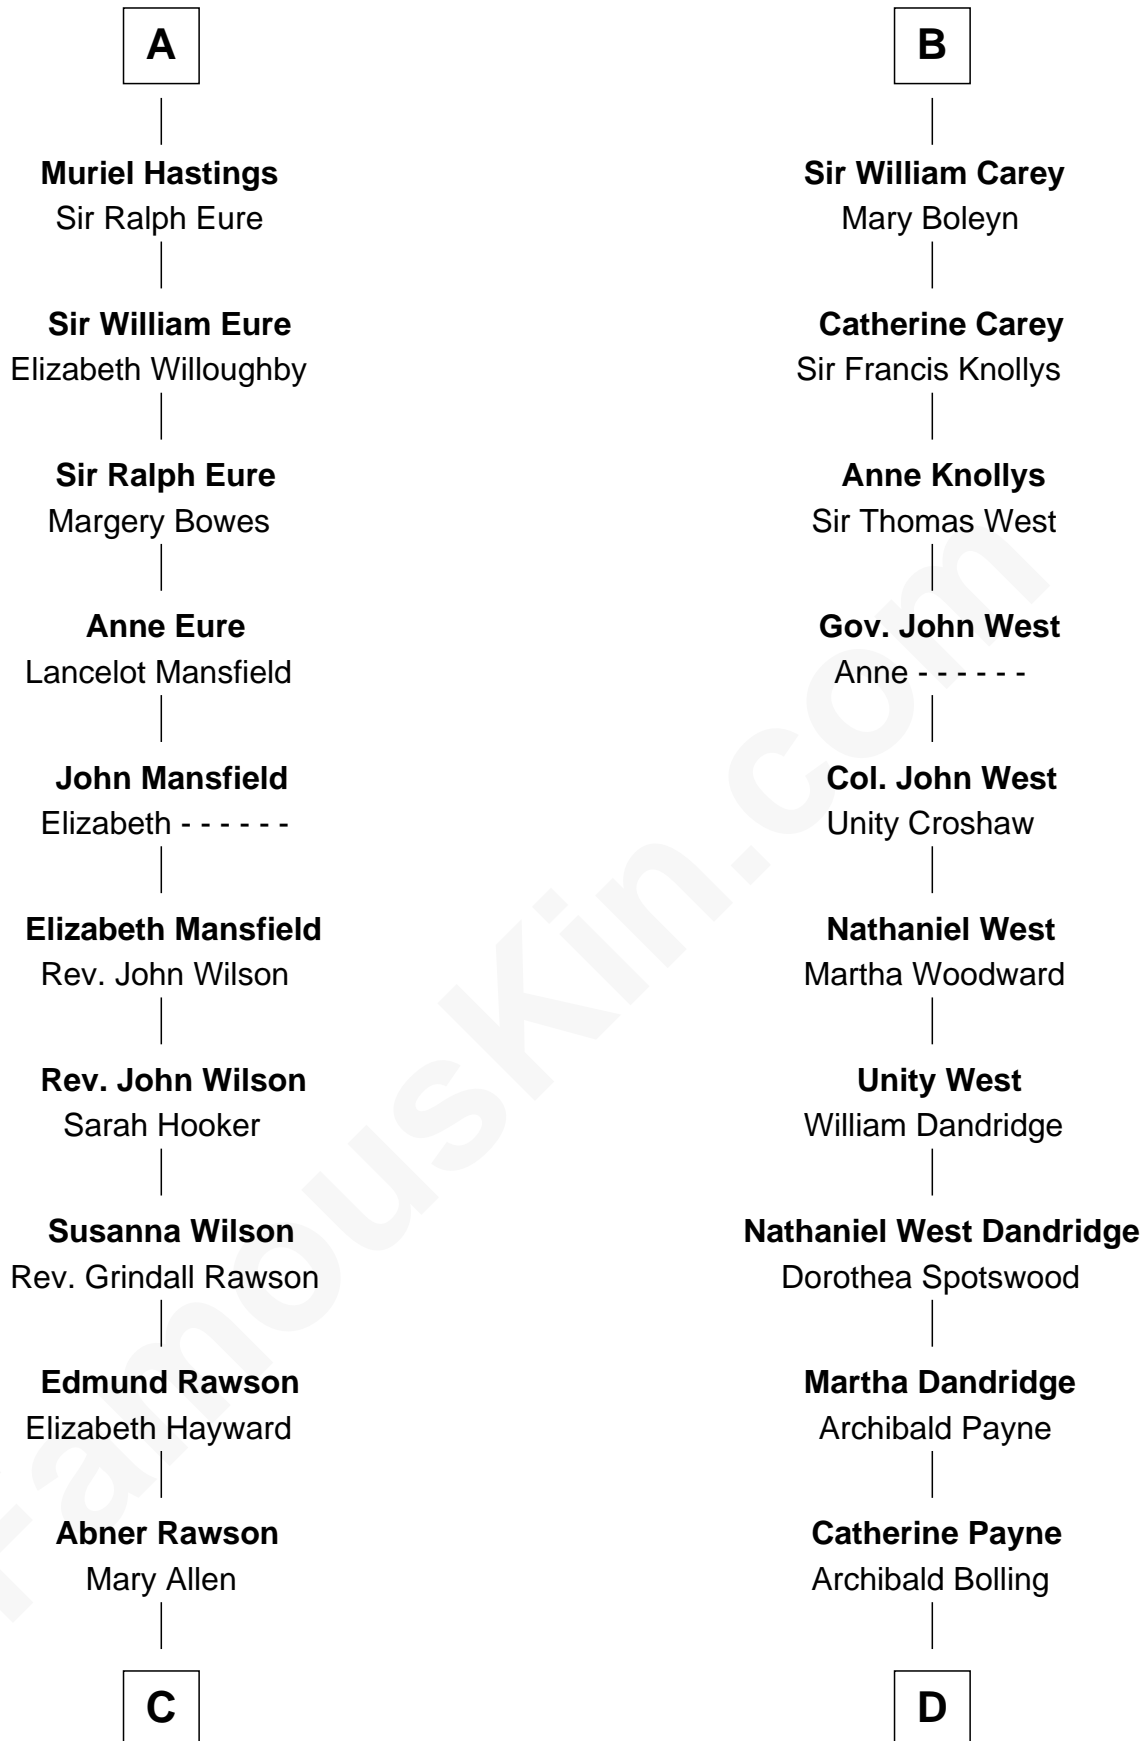 A
Muriel Hastings
Sir Ralph Eure
Sir William Eure
Elizabeth Willoughby
Sir Ralph Eure
Margery Bowes
Anne Eure
Lancelot Mansfield
John Mansfield
Elizabeth - - - - - -
Elizabeth Mansfield
Rev. John Wilson
Rev. John Wilson
Sarah Hooker
Susanna Wilson
Rev. Grindall Rawson
Edmund Rawson
Elizabeth Hayward
Abner Rawson
Mary Allen
C
B
Sir William Carey
Mary Boleyn
Catherine Carey
Sir Francis Knollys
Anne Knollys
Sir Thomas West
Gov. John West
Anne - - - - - -
Col. John West
Unity Croshaw
Nathaniel West
Martha Woodward
Unity West
William Dandridge
Nathaniel West Dandridge
Dorothea Spotswood
Martha Dandridge
Archibald Payne
Catherine Payne
Archibald Bolling
D
FamousKin.com